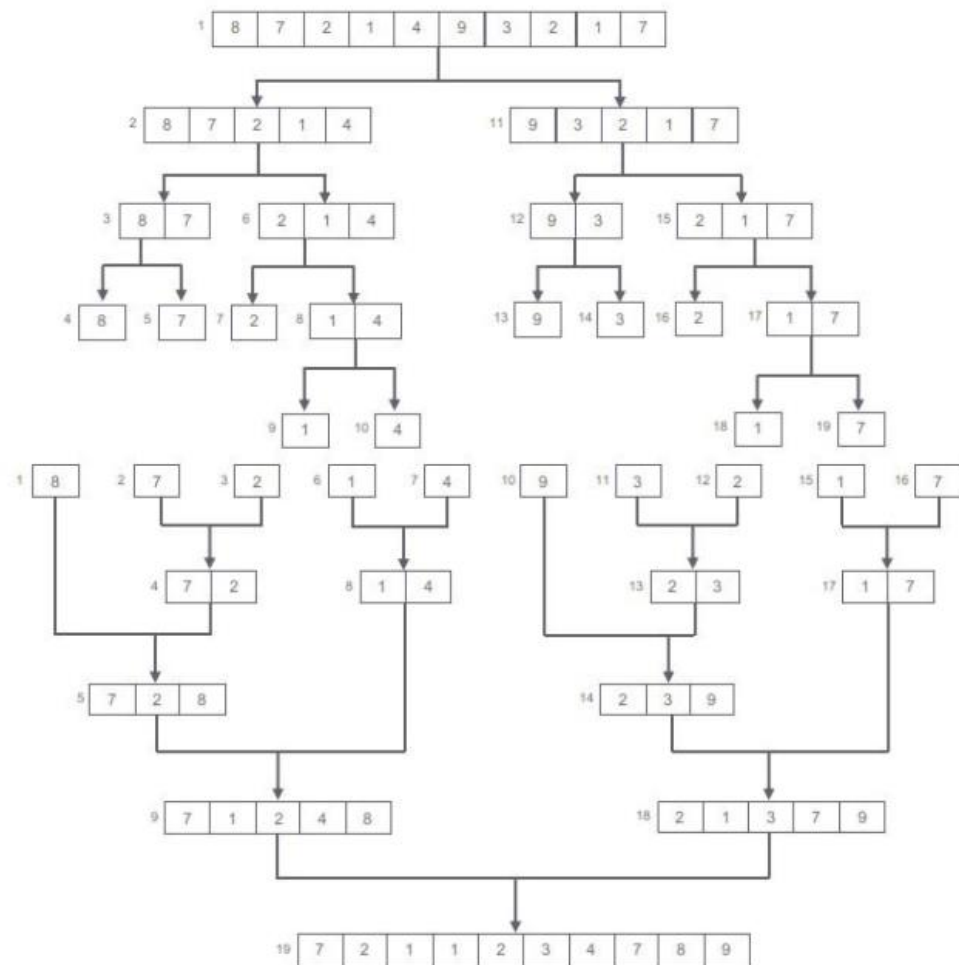 1 8 7 2 1 4 9 3 2 1 7
2 8 7 2 1 4 11 9 3 2 1 7
3 8 7 6 2 1 4 12 9 3 15 2 1 7
4 8 5 7 7 2 8 1 4 13 9 14 3 16 2 17 1 7
9 1 10 4 18 1 19 7
1 8 2 7 3 2 6 1 7 4 10 9 11 3 12 2 15 1 16 7
4 7 2 8 1 4 13 2 3 17 1 7
5 7 2 8 14 2 3 9
9 7 1 2 4 8 18 2 1 3 7 9
19 7 2 1 1 2 3 4 7 8 9